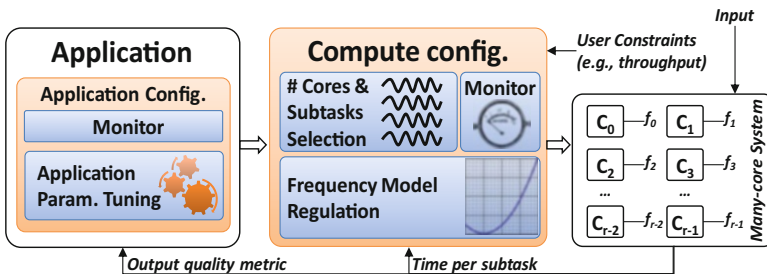 Application
Application Config.
Monitor
Application
Param. Tuning
Compute config.
# Cores &
Subtasks
Selection
Monitor
Frequency Model
Regulation
User Constraints
(e.g., throughput)
Input
C0 f0 C1 f1
C2 f2 C3 f3
... ...
Cr-2 fr-2 Cr-1 fr-1
Many-core System
Output quality metric
Time per subtask